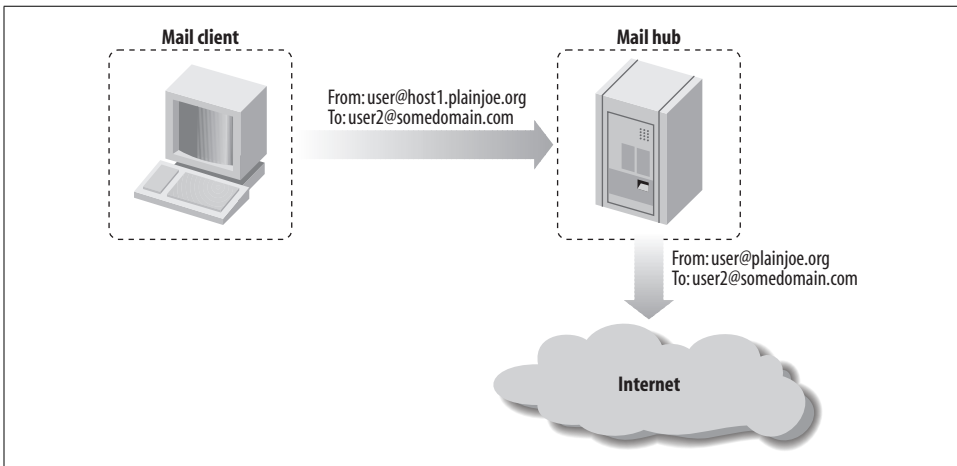 Mail client
Mail hub
From: user@host1.plainjoe.org
To: user2@somedomain.com
From: user@plainjoe.org
To: user2@somedomain.com
Internet